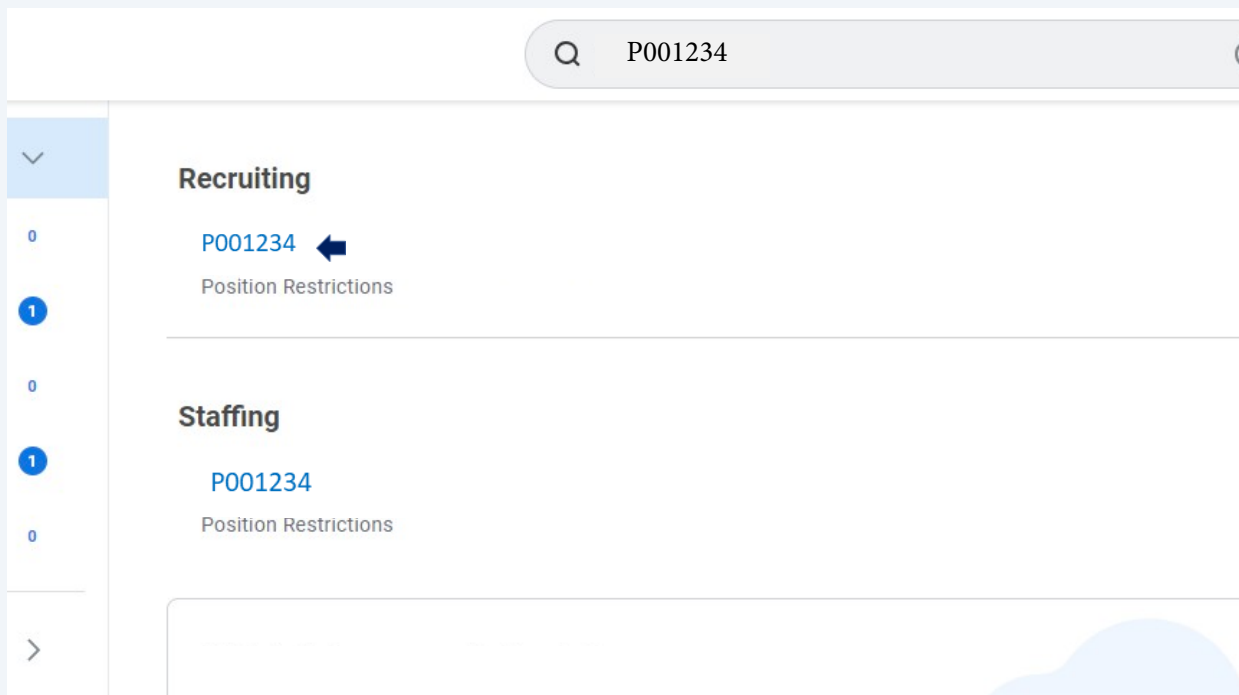 P001234
Recruiting
P001234
Position Restrictions
0
1
0
Staffing
1
P001234
Position Restrictions
0